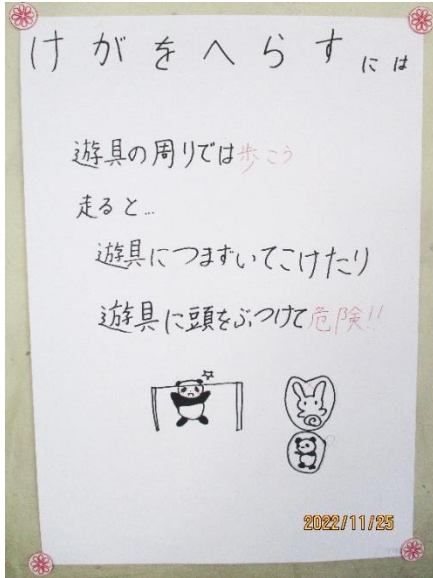 けがをへらすには
遊具の周りでは歩こう
走ると…
遊具につまずいてこけたり
遊具に頭をぶつけて危険!!
2022/11/25